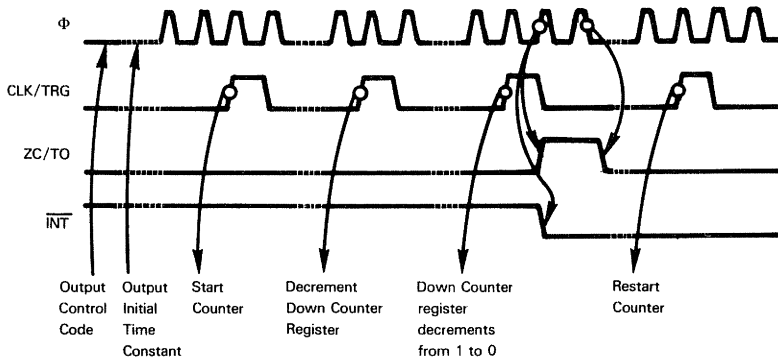 Φ
CLK/TRG
ZC/TO
INT
Output
Control
Code
Output
Initial
Time
Constant
Start
Counter
Decrement
Down Counter
Register
Down Counter
register
decrements
from 1 to 0
Restart
Counter